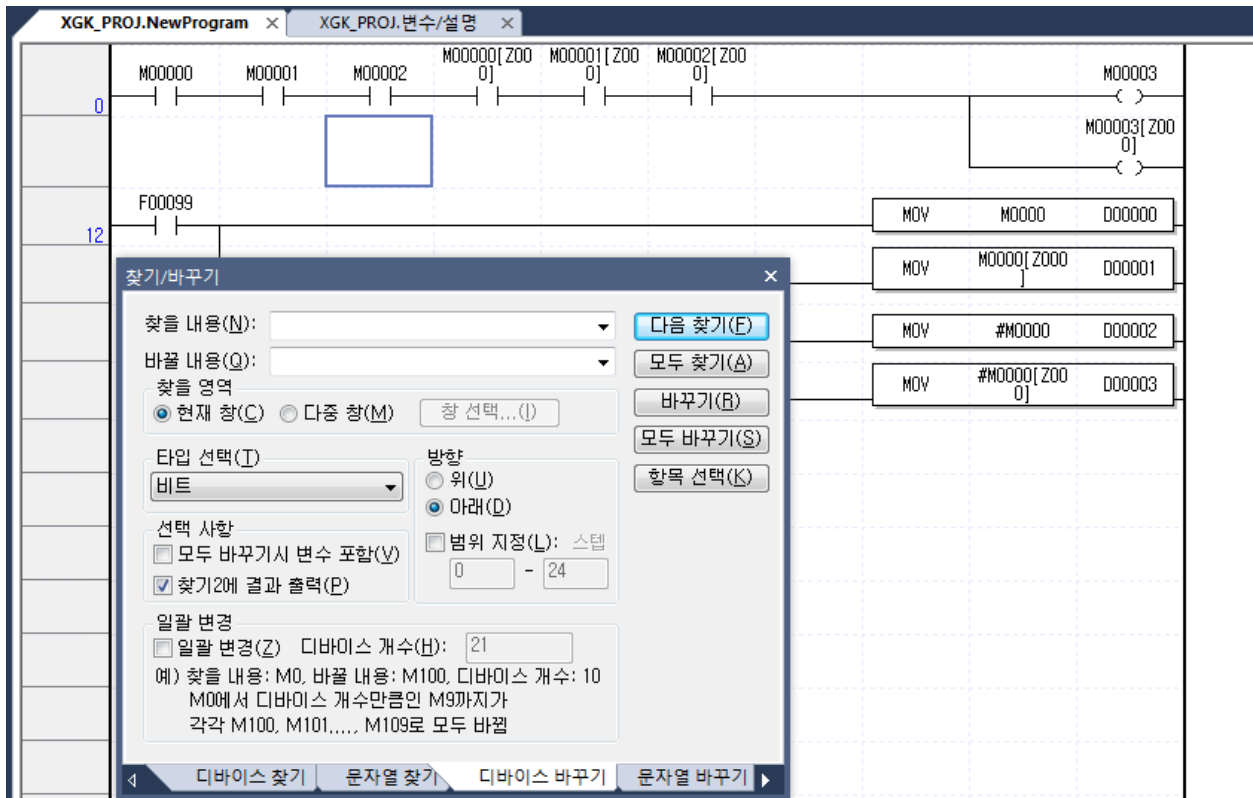 XGK_PROJ.NewProgram × XGK_PROJ.변수/설명 ×
M00000 M00001 M00002 M00000[Z000] M00001[Z000] M00002[Z000] M00003
0
M00003[Z000]
F00099
12
MOV M0000 D00000
MOV M0000[Z000] D00001
MOV #M0000 D00002
MOV #M0000[Z000] D00003
찾기/바꾸기 ×
찾을 내용(N): 다음 찾기(F)
바꿀 내용(Q): 모두 찾기(A)
찾을 영역
현재 창(C) 다중 창(M) 창 선택...(I)
바꾸기(R)
모두 바꾸기(S)
항목 선택(K)
타입 선택(T)
비트
방향
위(U)
아래(D)
선택 사항
모두 바꾸기시 변수 포함(V)
찾기2에 결과 출력(P)
범위 지정(L): 스텝
0 - 24
일괄 변경
일괄 변경(Z) 디바이스 개수(H): 21
예) 찾을 내용: M0, 바꿀 내용: M100, 디바이스 개수: 10
M0에서 디바이스 개수만큼인 M9까지가
각각 M100, M101,...., M109로 모두 바뀜
디바이스 찾기 문자열 찾기 디바이스 바꾸기 문자열 바꾸기